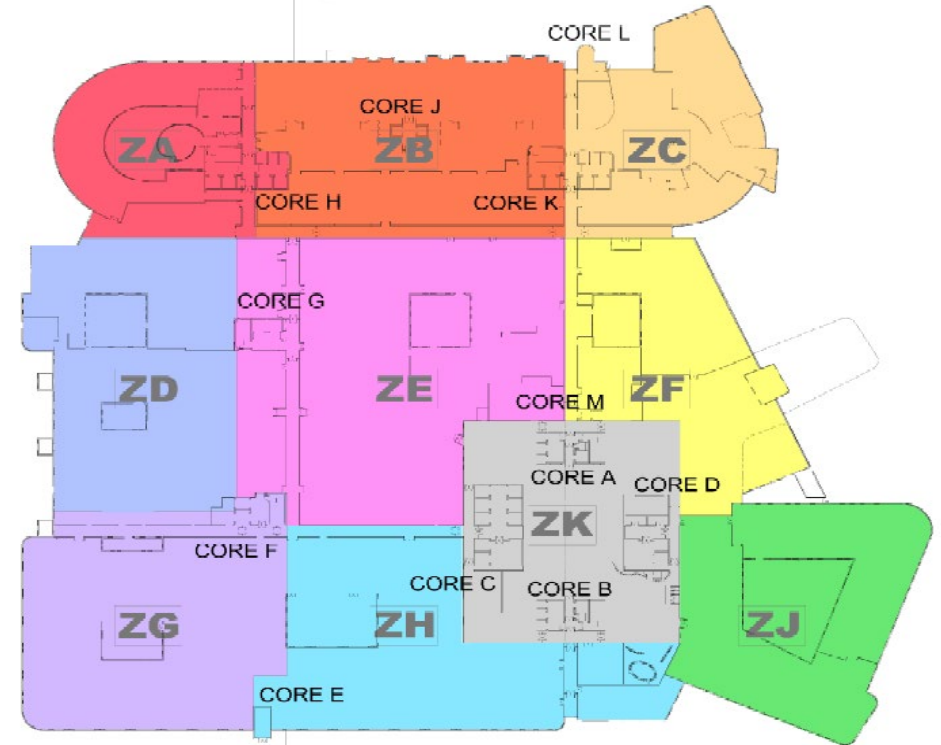 CORE L
CORE J
ZA
ZB
ZC
CORE H
CORE K
CORE G
ZD
ZE
ZF
CORE M
CORE A
CORE D
ZK
CORE F
CORE C
CORE B
ZG
ZH
ZJ
CORE E